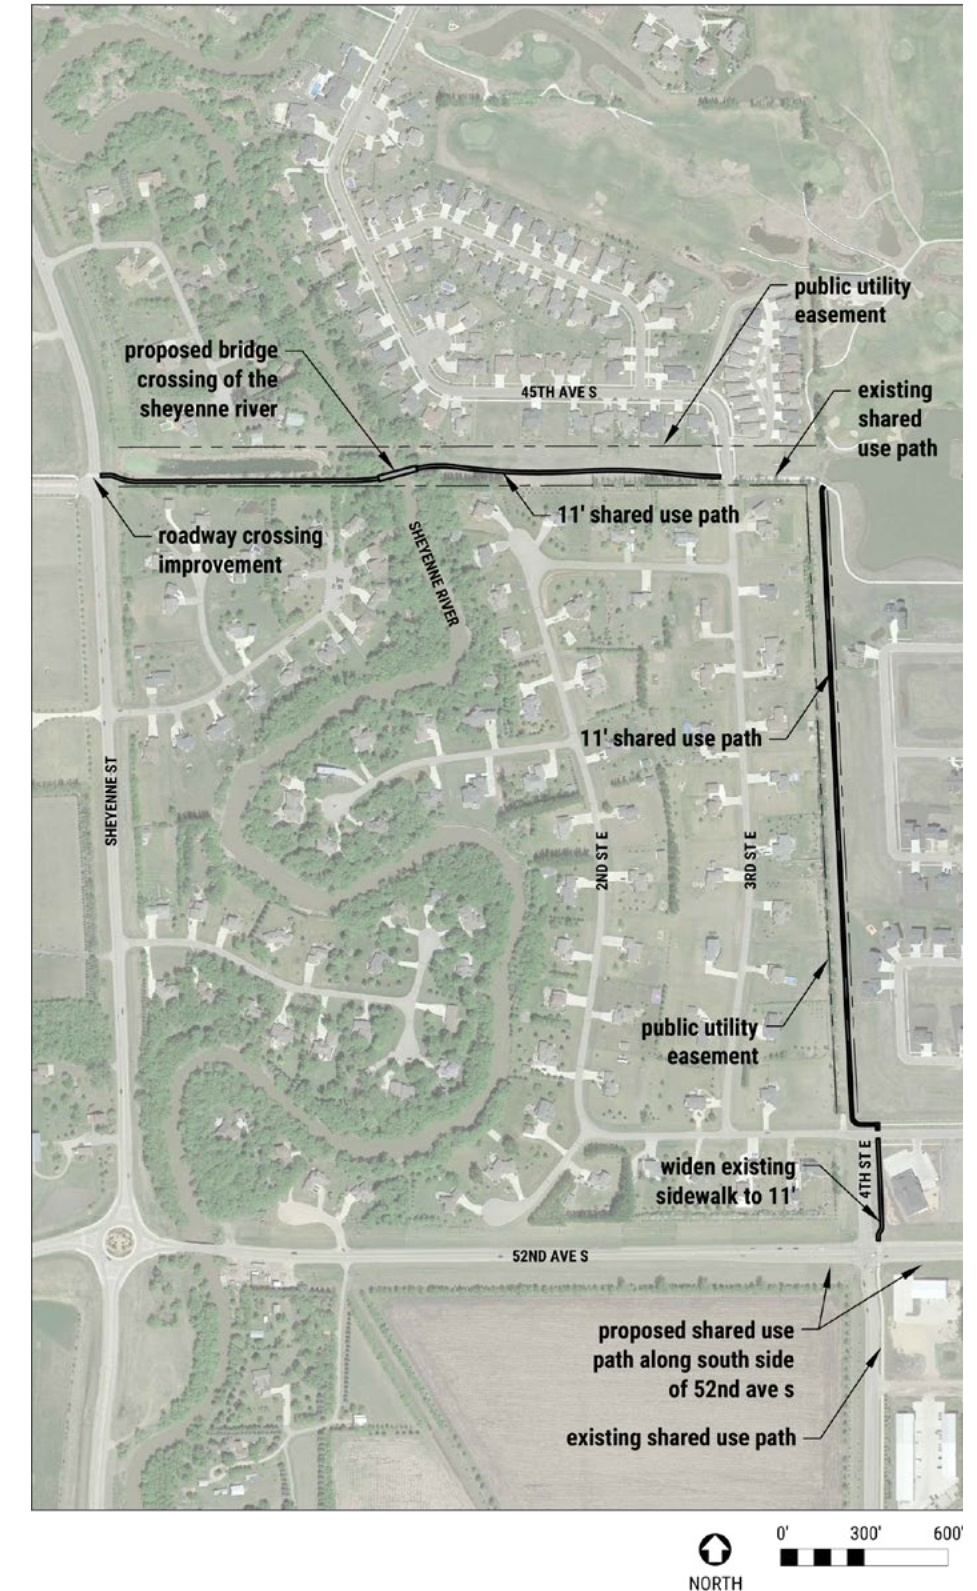 public utility
easement
proposed bridge
crossing of the
sheyenne river
45TH AVE S
existing
shared
use path
11' shared use path
roadway crossing
improvement
SHEYENNE RIVER
11' shared use path
SHEYENNE ST
2ND ST E
3RD ST E
public utility
easement
widen existing
sidewalk to 11'
4TH ST E
52ND AVE S
proposed shared use
path along south side
of 52nd ave s
existing shared use path
0' 300' 600'
NORTH